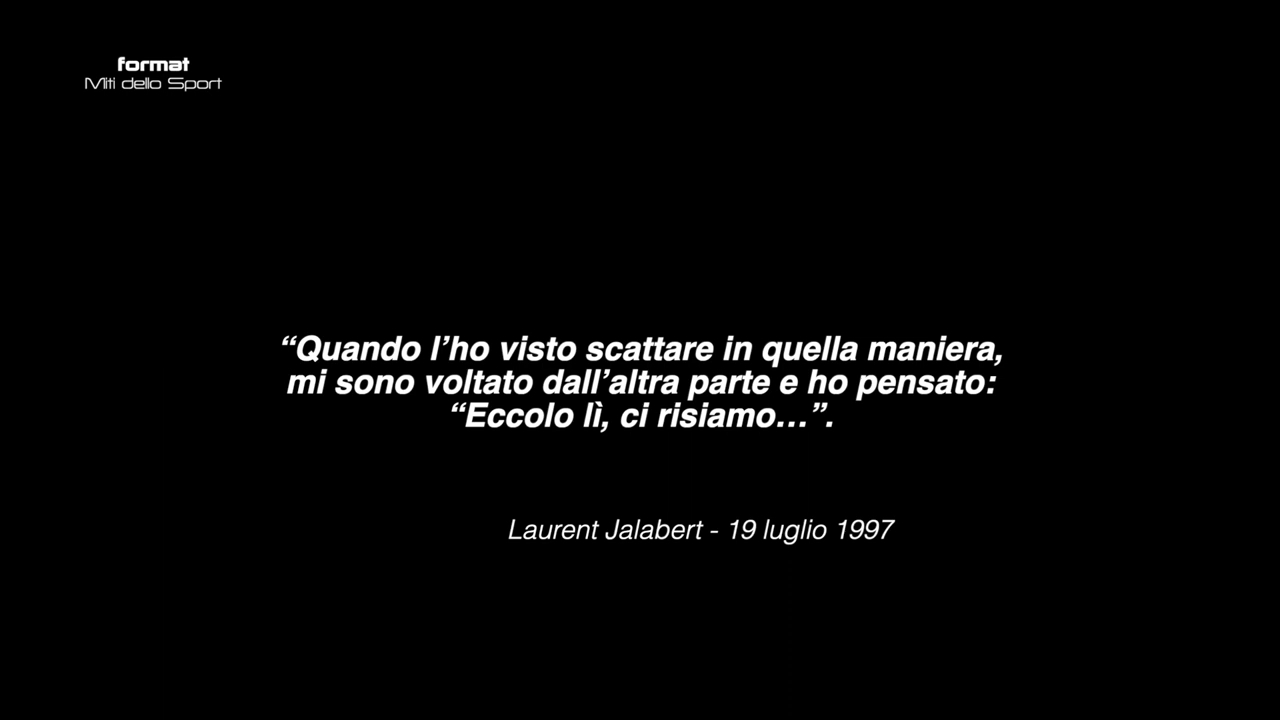 format
Miti dello Sport
“Quando l’ho visto scattare in quella maniera,
mi sono voltato dall’altra parte e ho pensato:
“Eccolo lì, ci risiamo…”.
Laurent Jalabert - 19 luglio 1997